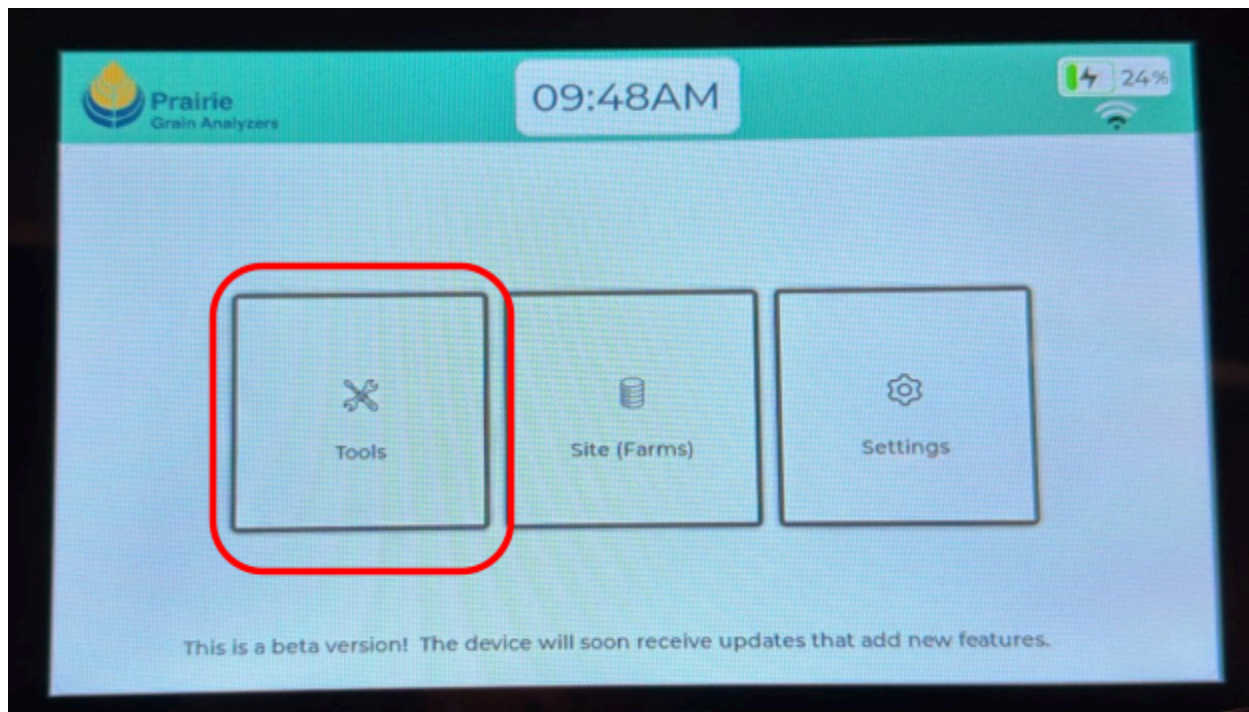 Prairie
Grain Analyzers
09:48AM
24%
Tools
Site (Farms)
Settings
This is a beta version! The device will soon receive updates that add new features.